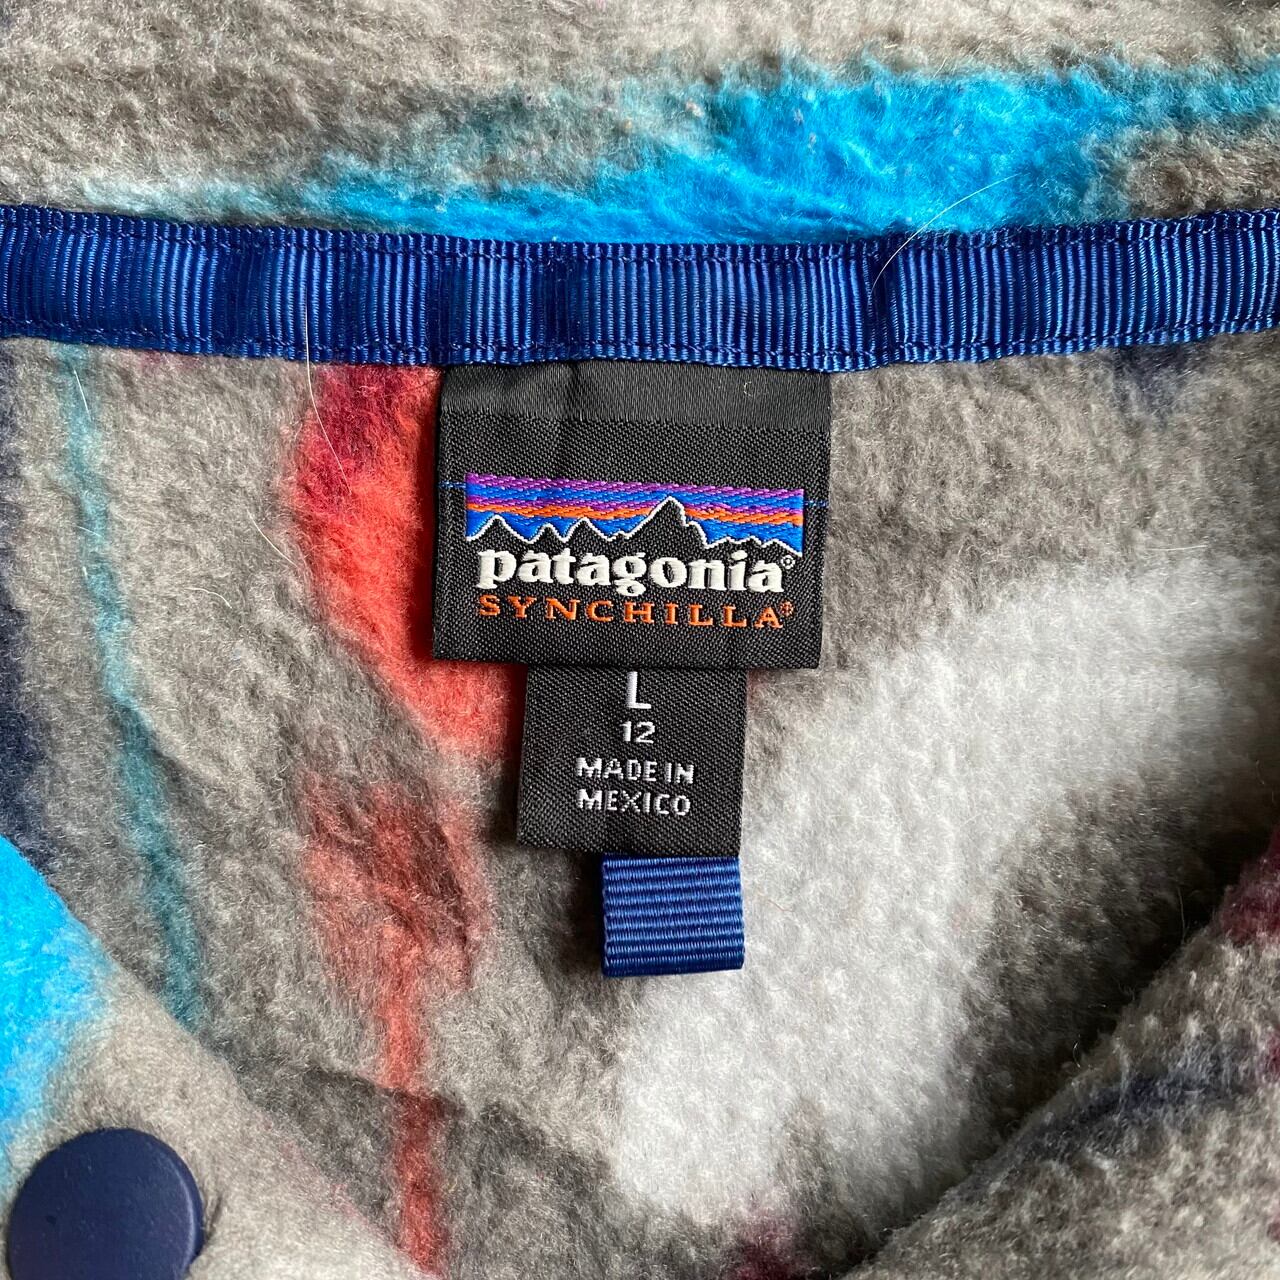 patagonia®
SYNCHILLA®
L
12
MADE IN
MEXICO